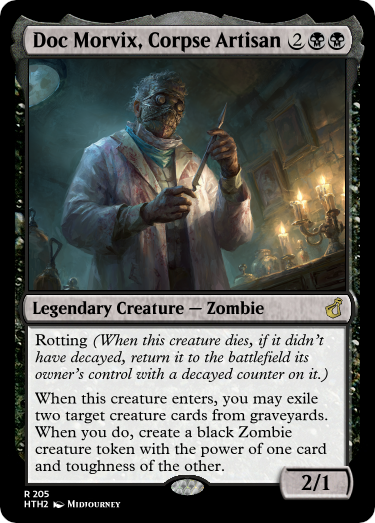 Doc Morvix, Corpse Artisan 2
Legendary Creature — Zombie
Rotting (When this creature dies, if it didn't
have decayed, return it to the battlefield its
owner's control with a decayed counter on it.)
When this creature enters, you may exile
two target creature cards from graveyards.
When you do, create a black Zombie
creature token with the power of one card
and toughness of the other.
2/1
R 205
HTH2 Midjourney